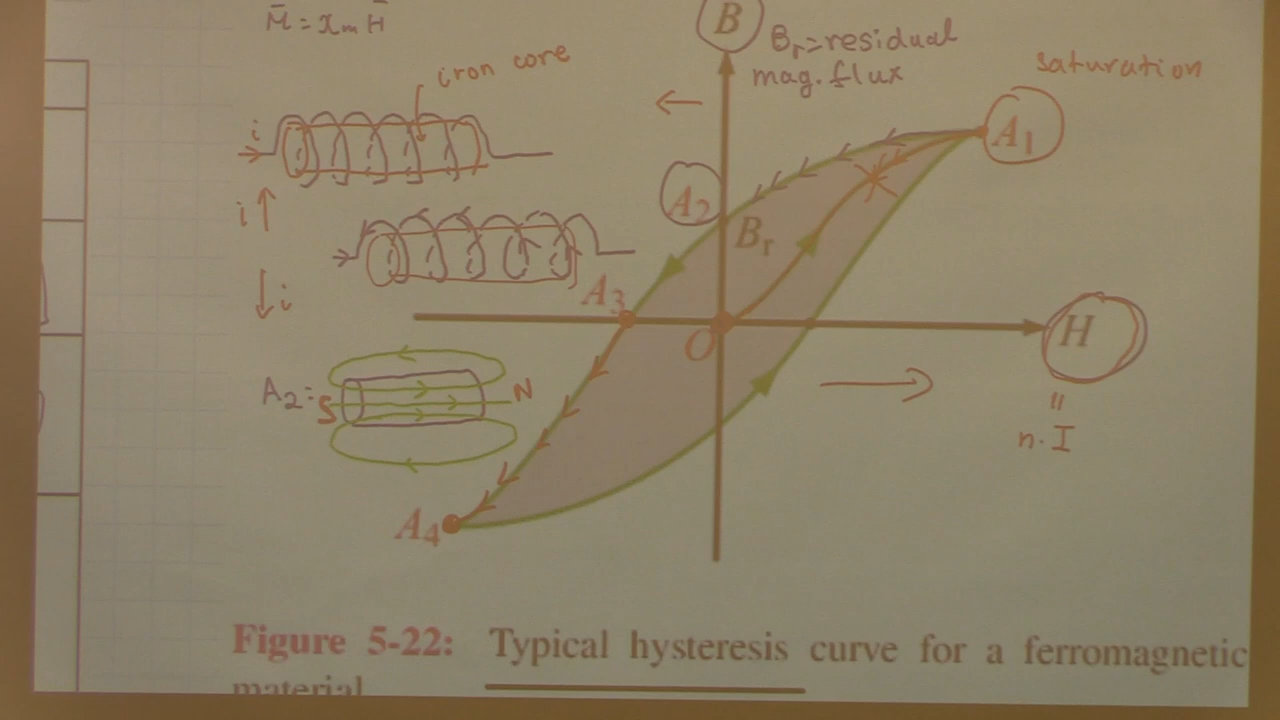 M̄ = χₘ H̄
B
Bᵣ=residual
mag. flux
saturation
iron core
i
A₁
i
A₂
Bᵣ
i
A₃
O
H
"
n. I
A₂:
S
N
A₄
Figure 5-22: Typical hysteresis curve for a ferromagnetic
material